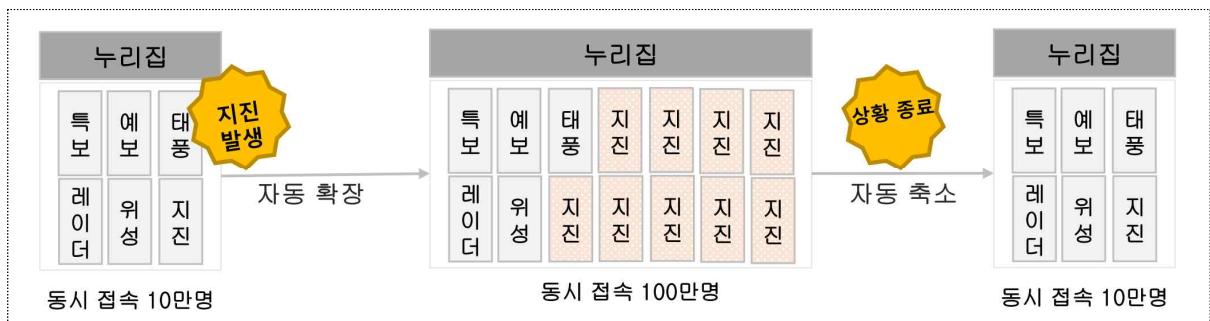 누리집
특보
예보
태풍
레이더
위성
지진
동시 접속 10만명
지진
발생
자동 확장
누리집
특보
예보
태풍
지진
지진
지진
지진
레이더
위성
지진
지진
지진
지진
지진
동시 접속 100만명
상황 종료
자동 축소
누리집
특보
예보
태풍
레이더
위성
지진
동시 접속 10만명